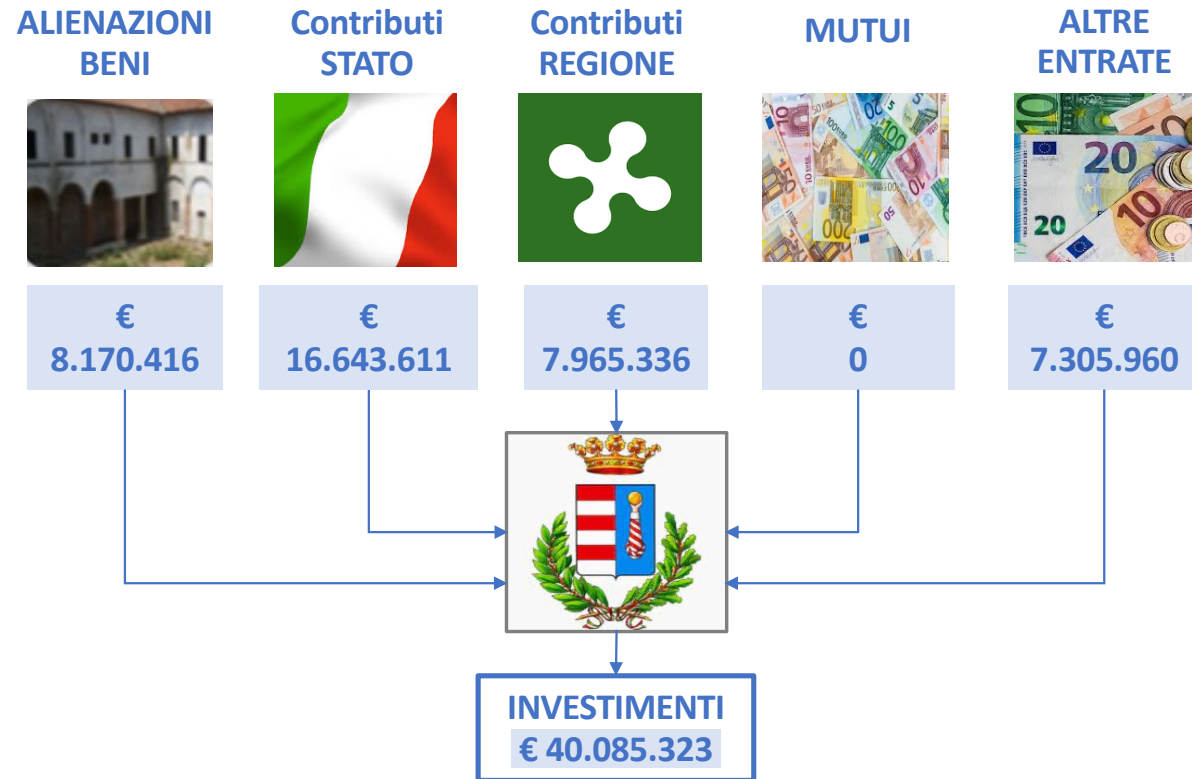 ALIENAZIONI
BENI
Contributi
STATO
Contributi
REGIONE
MUTUI
ALTRE
ENTRATE
€
8.170.416
€
16.643.611
€
7.965.336
€
0
€
7.305.960
INVESTIMENTI
€ 40.085.323